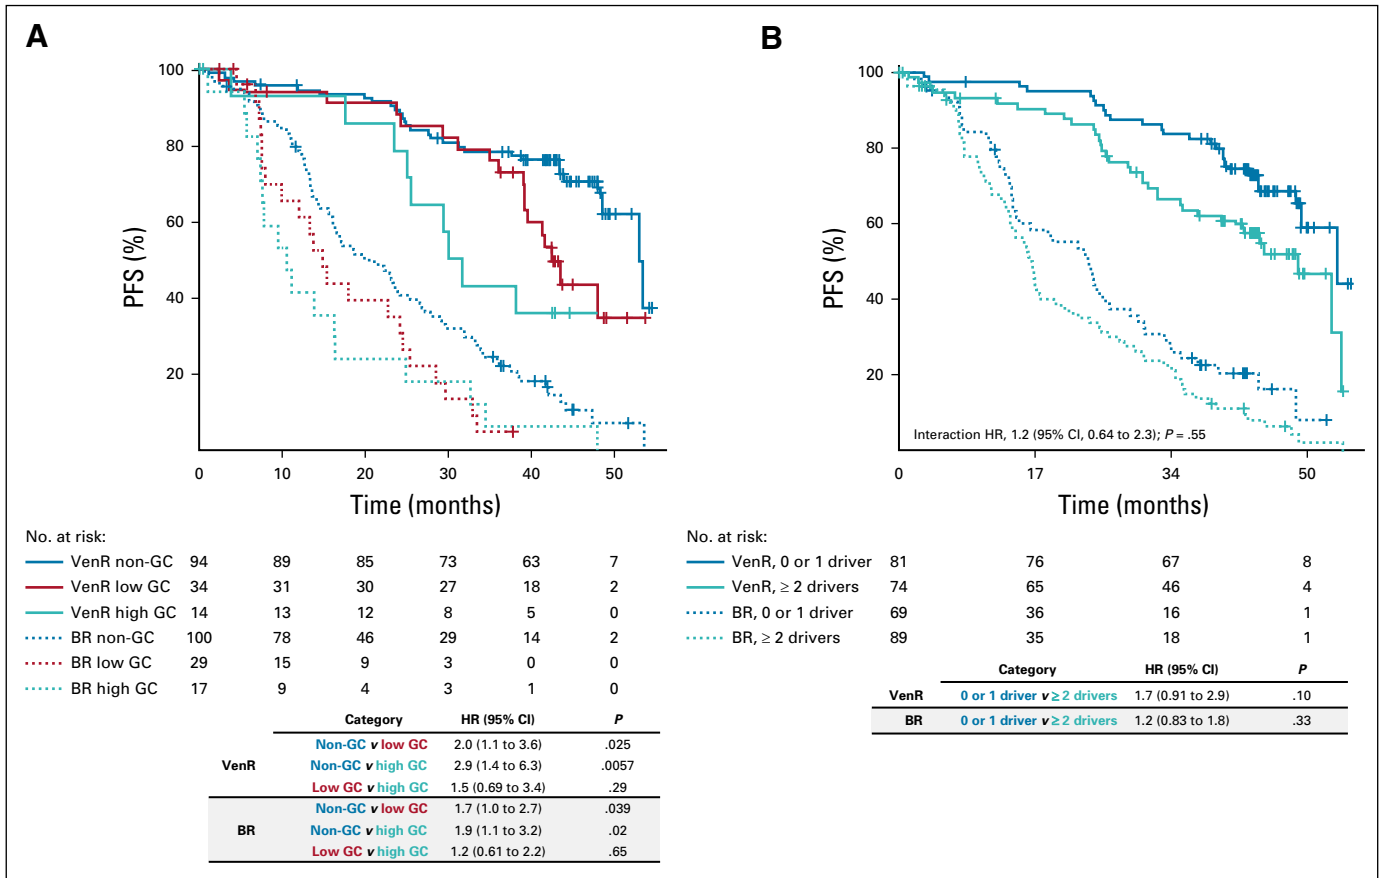 A
100
80
60
40
20
PFS (%)
0 10 20 30 40 50
Time (months)
No. at risk:
VenR non-GC 94 89 85 73 63 7
VenR low GC 34 31 30 27 18 2
VenR high GC 14 13 12 8 5 0
BR non-GC 100 78 46 29 14 2
BR low GC 29 15 9 3 0 0
BR high GC 17 9 4 3 1 0
Category HR (95% CI) P
Non-GC v low GC 2.0 (1.1 to 3.6) .025
VenR Non-GC v high GC 2.9 (1.4 to 6.3) .0057
Low GC v high GC 1.5 (0.69 to 3.4) .29
Non-GC v low GC 1.7 (1.0 to 2.7) .039
BR Non-GC v high GC 1.9 (1.1 to 3.2) .02
Low GC v high GC 1.2 (0.61 to 2.2) .65
B
100
80
60
40
20
PFS (%)
Interaction HR, 1.2 (95% CI, 0.64 to 2.3); P = .55
0 17 34 50
Time (months)
No. at risk:
VenR, 0 or 1 driver 81 76 67 8
VenR, ≥ 2 drivers 74 65 46 4
BR, 0 or 1 driver 69 36 16 1
BR, ≥ 2 drivers 89 35 18 1
Category HR (95% CI) P
VenR 0 or 1 driver v ≥ 2 drivers 1.7 (0.91 to 2.9) .10
BR 0 or 1 driver v ≥ 2 drivers 1.2 (0.83 to 1.8) .33